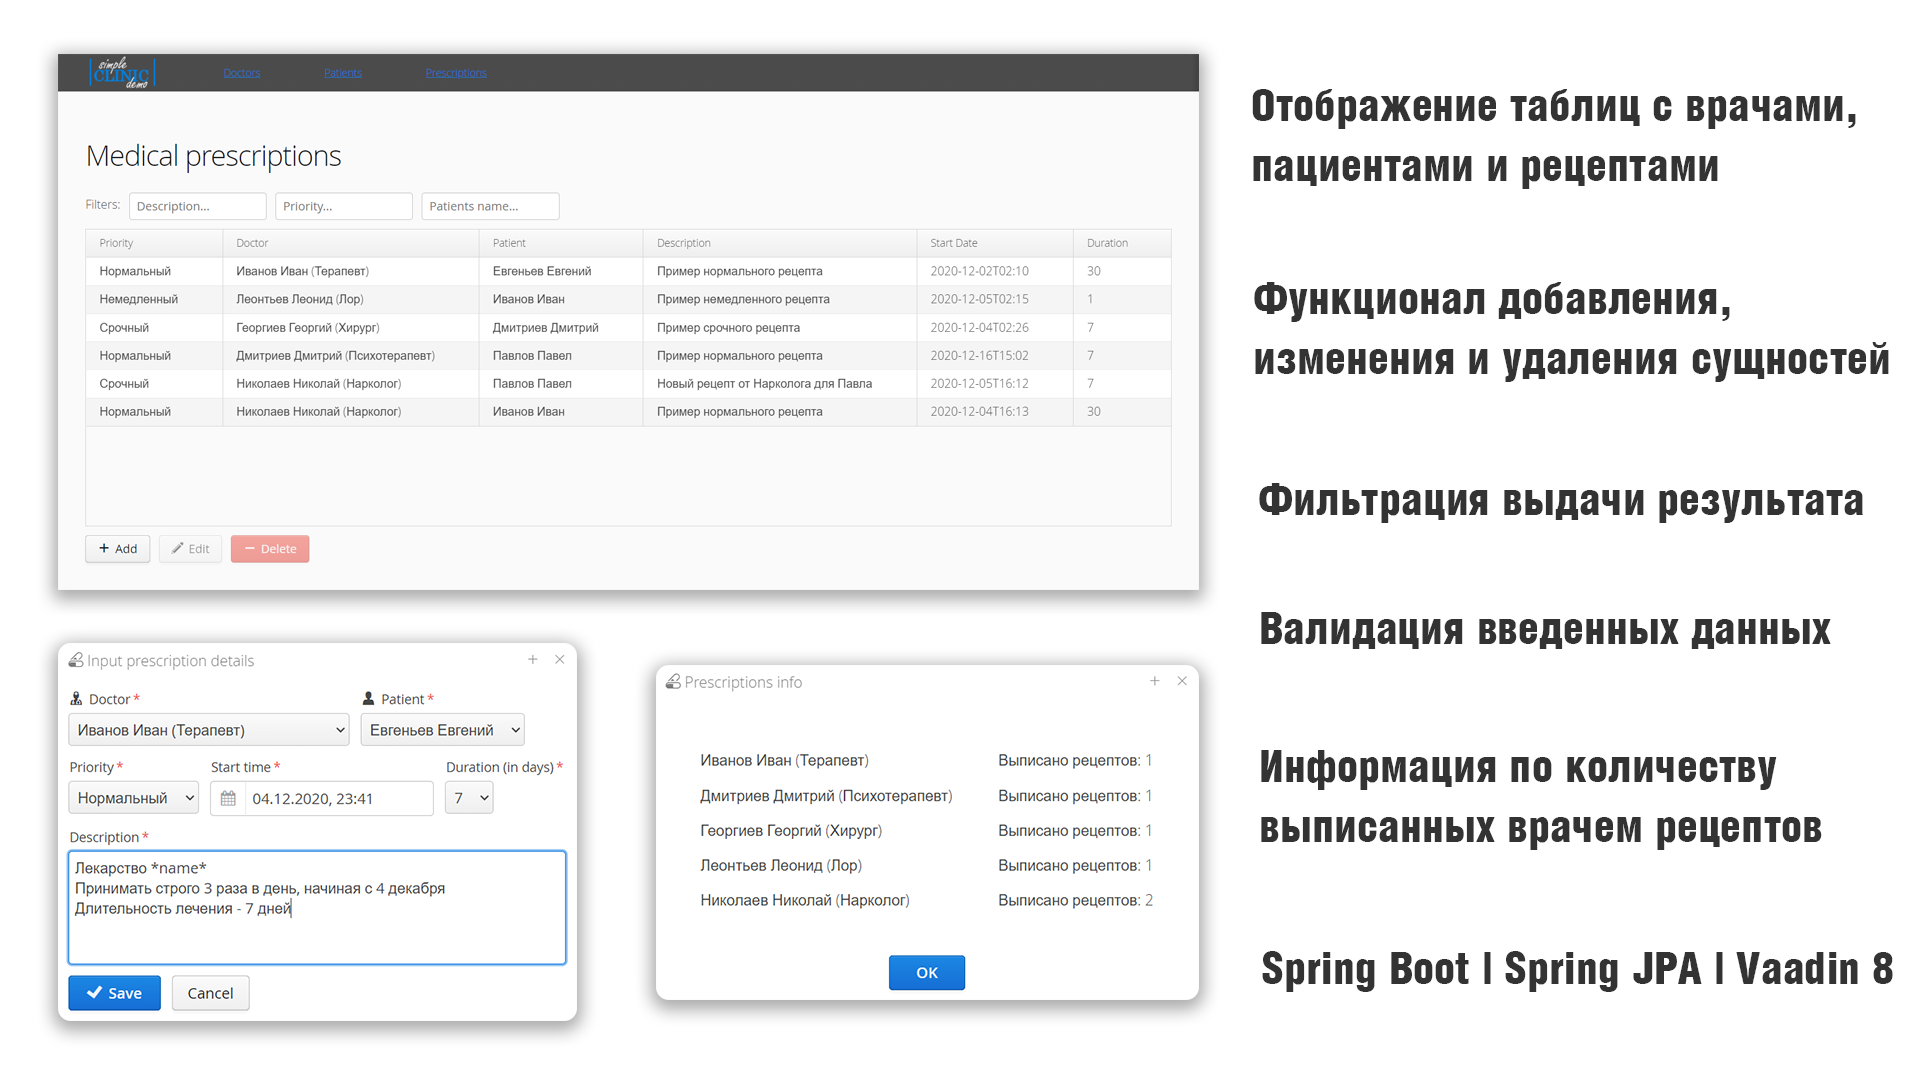 simple
CLINIC
demo
Doctors Patients Prescriptions
Medical prescriptions
Filters: Description... Priority... Patients name...
Priority Doctor Patient Description Start Date Duration
Нормальный Иванов Иван (Терапевт) Евгеньев Евгений Пример нормального рецепта 2020-12-02T02:10 30
Немедленный Леонтьев Леонид (Лор) Иванов Иван Пример немедленного рецепта 2020-12-05T02:15 1
Срочный Георгиев Георгий (Хирург) Дмитриев Дмитрий Пример срочного рецепта 2020-12-04T02:26 7
Нормальный Дмитриев Дмитрий (Психотерапевт) Павлов Павел Пример нормального рецепта 2020-12-16T15:02 7
Срочный Николаев Николай (Нарколог) Павлов Павел Новый рецепт от Нарколога для Павла 2020-12-05T16:12 7
Нормальный Николаев Николай (Нарколог) Иванов Иван Пример нормального рецепта 2020-12-04T16:13 30
+ Add Edit − Delete
Input prescription details
Doctor * Patient *
Иванов Иван (Терапевт) Евгеньев Евгений
Priority * Start time * Duration (in days) *
Нормальный 04.12.2020, 23:41 7
Description *
Лекарство *name*
Принимать строго 3 раза в день, начиная с 4 декабря
Длительность лечения - 7 дней
Save Cancel
Prescriptions info
Иванов Иван (Терапевт) Выписано рецептов: 1
Дмитриев Дмитрий (Психотерапевт) Выписано рецептов: 1
Георгиев Георгий (Хирург) Выписано рецептов: 1
Леонтьев Леонид (Лор) Выписано рецептов: 1
Николаев Николай (Нарколог) Выписано рецептов: 2
OK
Отображение таблиц с врачами,
пациентами и рецептами
Функционал добавления,
изменения и удаления сущностей
Фильтрация выдачи результата
Валидация введенных данных
Информация по количеству
выписанных врачем рецептов
Spring Boot | Spring JPA | Vaadin 8